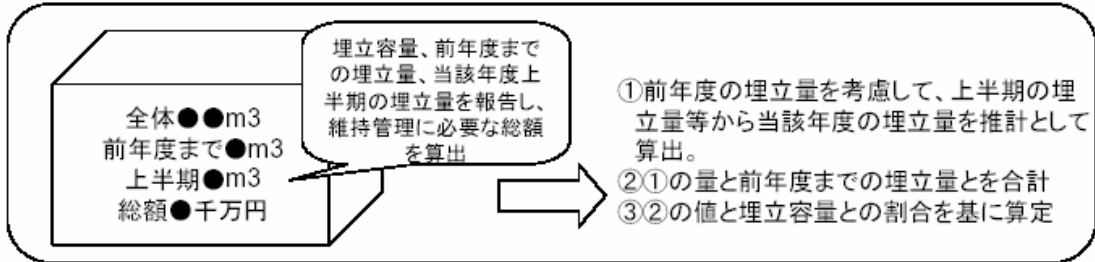 埋立容量、前年度まで
の埋立量、当該年度上
半期の埋立量を報告し、
維持管理に必要な総額
を算出
全体●●m3
前年度まで●m3
上半期●m3
総額●千万円
①前年度の埋立量を考慮して、上半期の埋
立量等から当該年度の埋立量を推計として
算出。
②①の量と前年度までの埋立量とを合計
③②の値と埋立容量との割合を基に算定